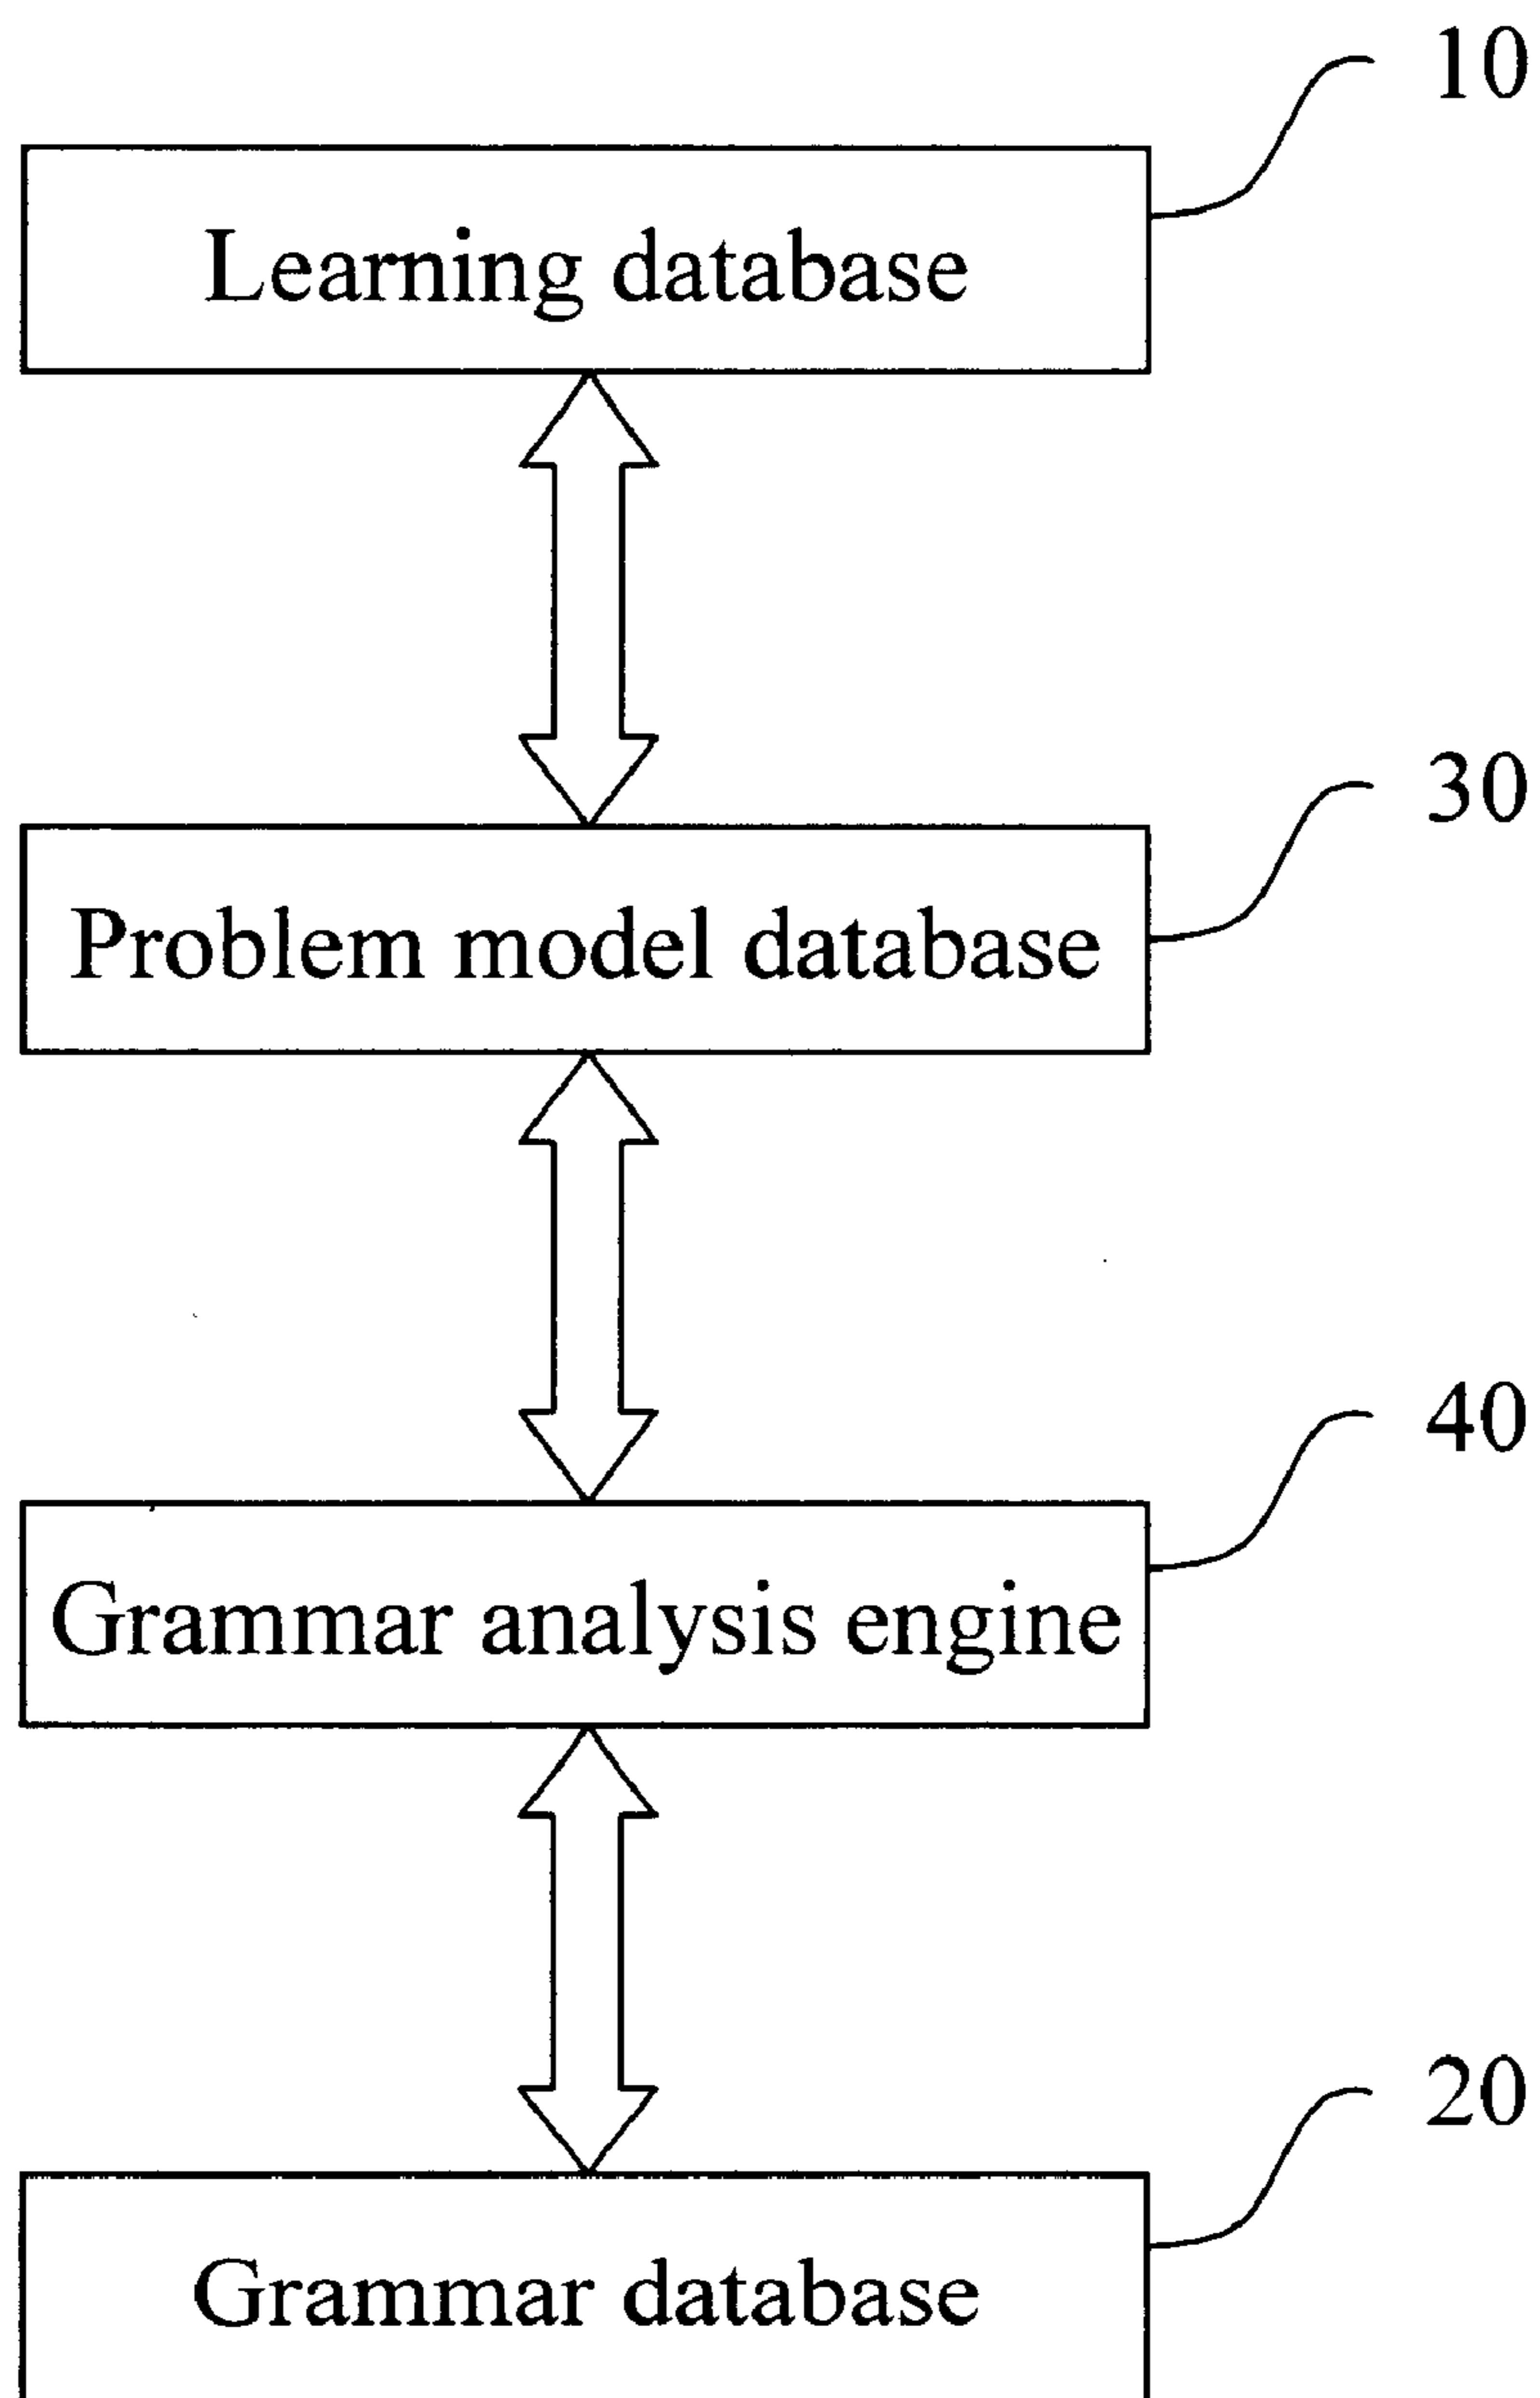 10
Learning database
30
Problem model database
40
Grammar analysis engine
20
Grammar database